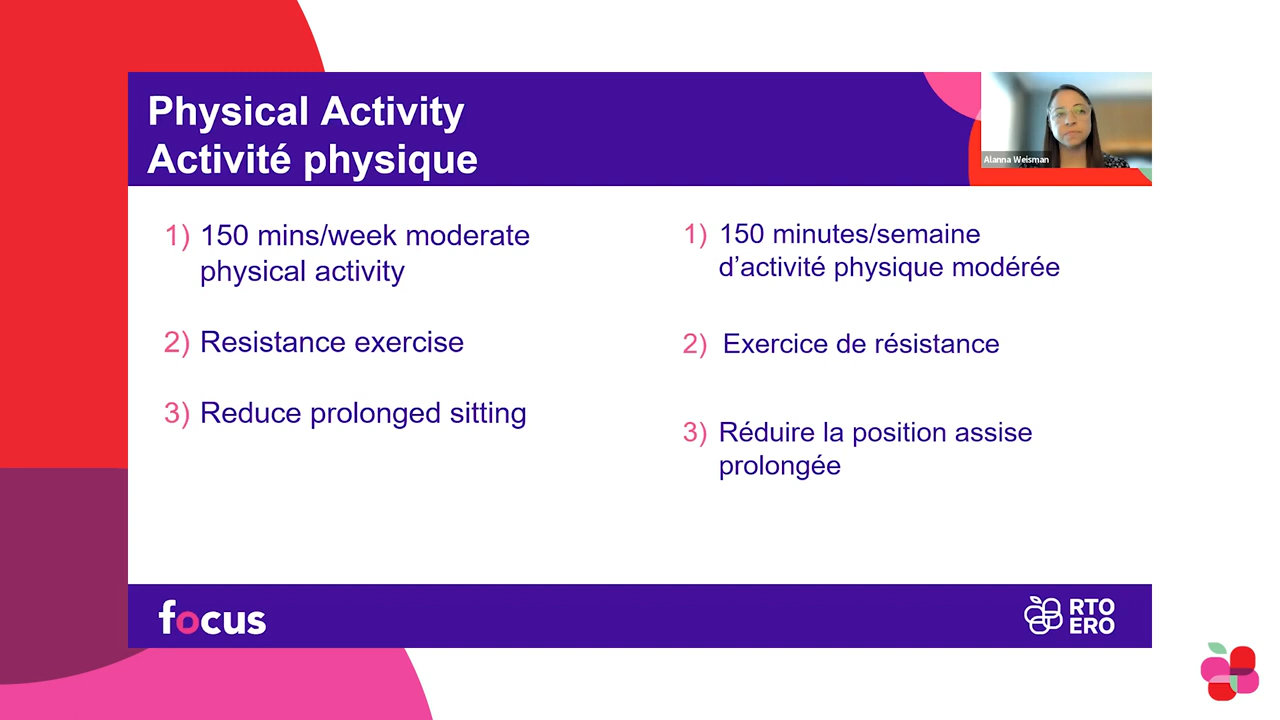 Physical Activity
Activité physique
Alanna Weisman
1) 150 mins/week moderate
physical activity
2) Resistance exercise
3) Reduce prolonged sitting
1) 150 minutes/semaine
d’activité physique modérée
2) Exercice de résistance
3) Réduire la position assise
prolongée
focus
RTO
ERO